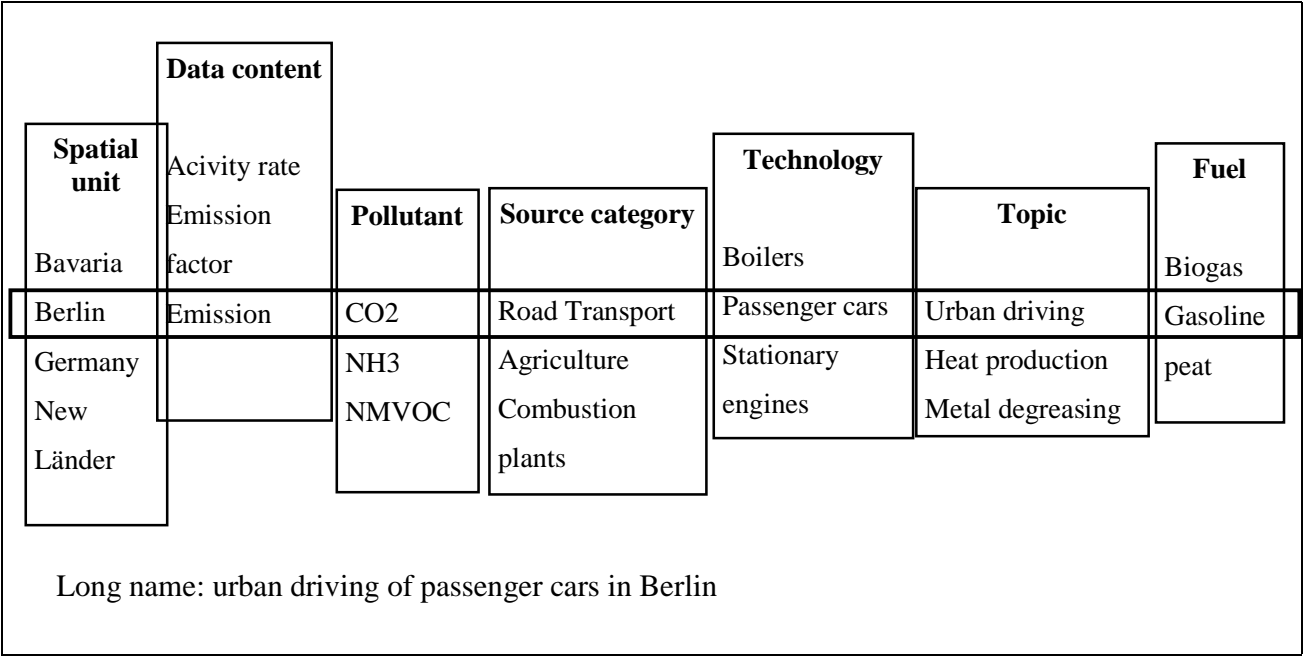 Spatial
unit
Bavaria
Berlin
Germany
New
Länder
Data content
Acivity rate
Emission
factor
Emission
Pollutant
CO2
NH3
NMVOC
Source category
Road Transport
Agriculture
Combustion
plants
Technology
Boilers
Passenger cars
Stationary
engines
Topic
Urban driving
Heat production
Metal degreasing
Fuel
Biogas
Gasoline
peat
Long name: urban driving of passenger cars in Berlin